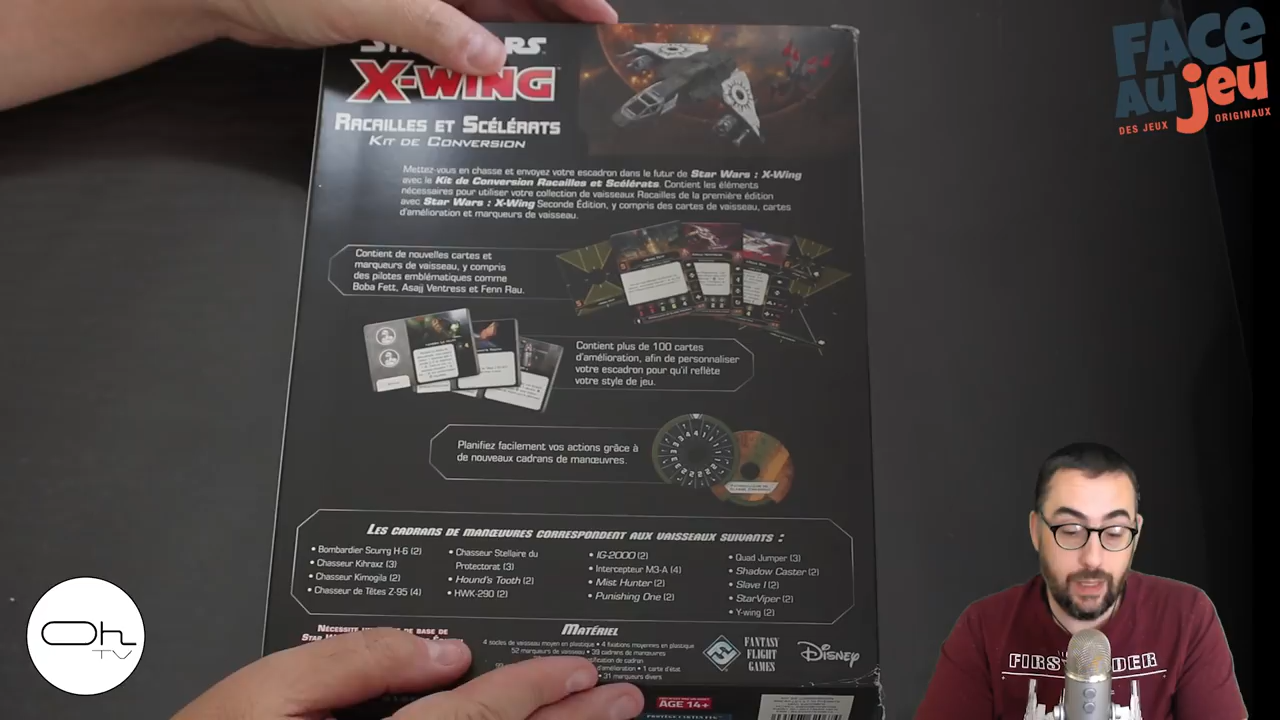 FACE
AU JEU
DES JEUX ORIGINAUX
X-WING
RACAILLES ET SCÉLÉRATS
KIT DE CONVERSION
Mettez-vous en chasse et envoyez votre escadron dans le futur de Star Wars : X-Wing
avec le Kit de Conversion Racailles et Scélérats. Contient les éléments
nécessaires pour utiliser votre collection de vaisseaux Racailles de la première édition
avec Star Wars : X-Wing Seconde Édition, y compris des cartes de vaisseau, cartes
d'amélioration et marqueurs de vaisseau.
Contient de nouvelles cartes et
marqueurs de vaisseau, y compris
des pilotes emblématiques comme
Boba Fett, Asajj Ventress et Fenn Rau.
Contient plus de 100 cartes
d'amélioration, afin de personnaliser
votre escadron pour qu'il reflète
votre style de jeu.
Planifiez facilement vos actions grâce à
de nouveaux cadrans de manœuvres.
LES CADRANS DE MANŒUVRES CORRESPONDENT AUX VAISSEAUX SUIVANTS :
• Bombardier Scurrg H-6 (2)
• Chasseur Kihraxz (3)
• Chasseur Kimogila (2)
• Chasseur de Têtes Z-95 (4)
• Chasseur Stellaire du
Protectorat (3)
• Hound's Tooth (2)
• HWK-290 (2)
• IG-2000 (2)
• Intercepteur M3-A (4)
• Mist Hunter (2)
• Punishing One (2)
• Quad Jumper (3)
• Shadow Caster (2)
• Slave I (2)
• StarViper (2)
• Y-wing (2)
NÉCESSITE DE BASE DE
MATÉRIEL
4 socles de vaisseau moyen en plastique • 4 fixations moyennes en plastique
52 marqueurs de vaisseau • 39 cadrans de manœuvres
d'amélioration • 1 carte d'état
• 31 marqueurs divers
FANTASY
FLIGHT
GAMES
DISNEY
AGE 14+
Oh
TV
FIRST ORDER